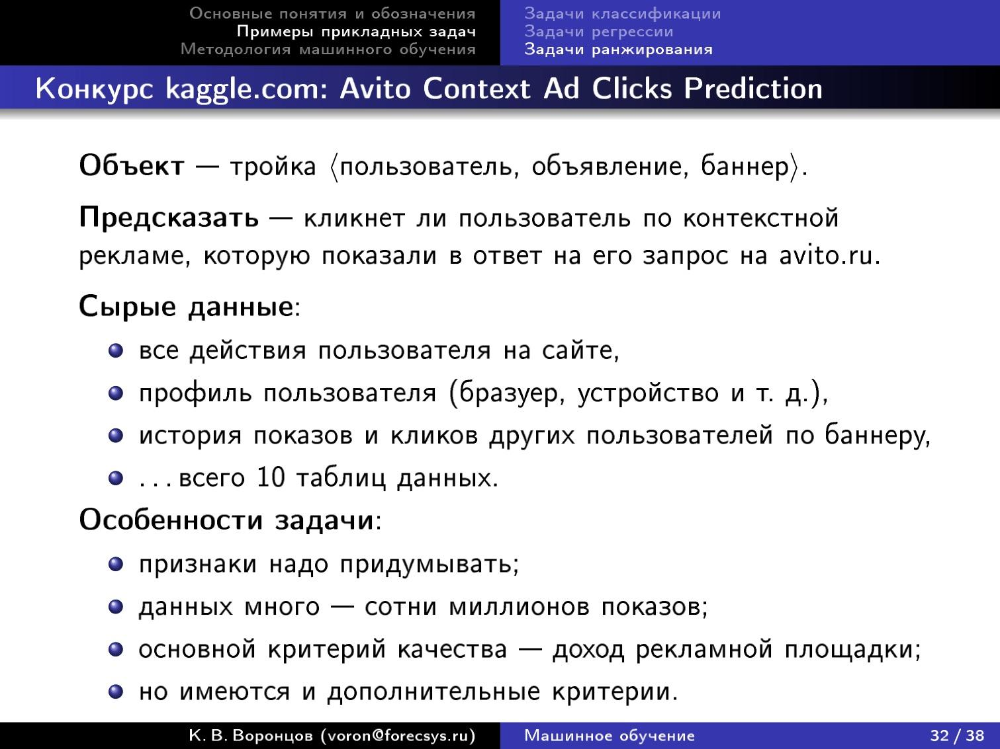 Основные понятия и обозначения
Примеры прикладных задач
Методология машинного обучения
Задачи классификации
Задачи регрессии
Задачи ранжирования
Конкурс kaggle.com: Avito Context Ad Clicks Prediction
Объект — тройка ⟨пользователь, объявление, баннер⟩.
Предсказать — кликнет ли пользователь по контекстной
рекламе, которую показали в ответ на его запрос на avito.ru.
Сырые данные:
все действия пользователя на сайте,
профиль пользователя (бразуер, устройство и т. д.),
история показов и кликов других пользователей по баннеру,
. . . всего 10 таблиц данных.
Особенности задачи:
признаки надо придумывать;
данных много — сотни миллионов показов;
основной критерий качества — доход рекламной площадки;
но имеются и дополнительные критерии.
К. В. Воронцов (voron@forecsys.ru)
Машинное обучение
32 / 38